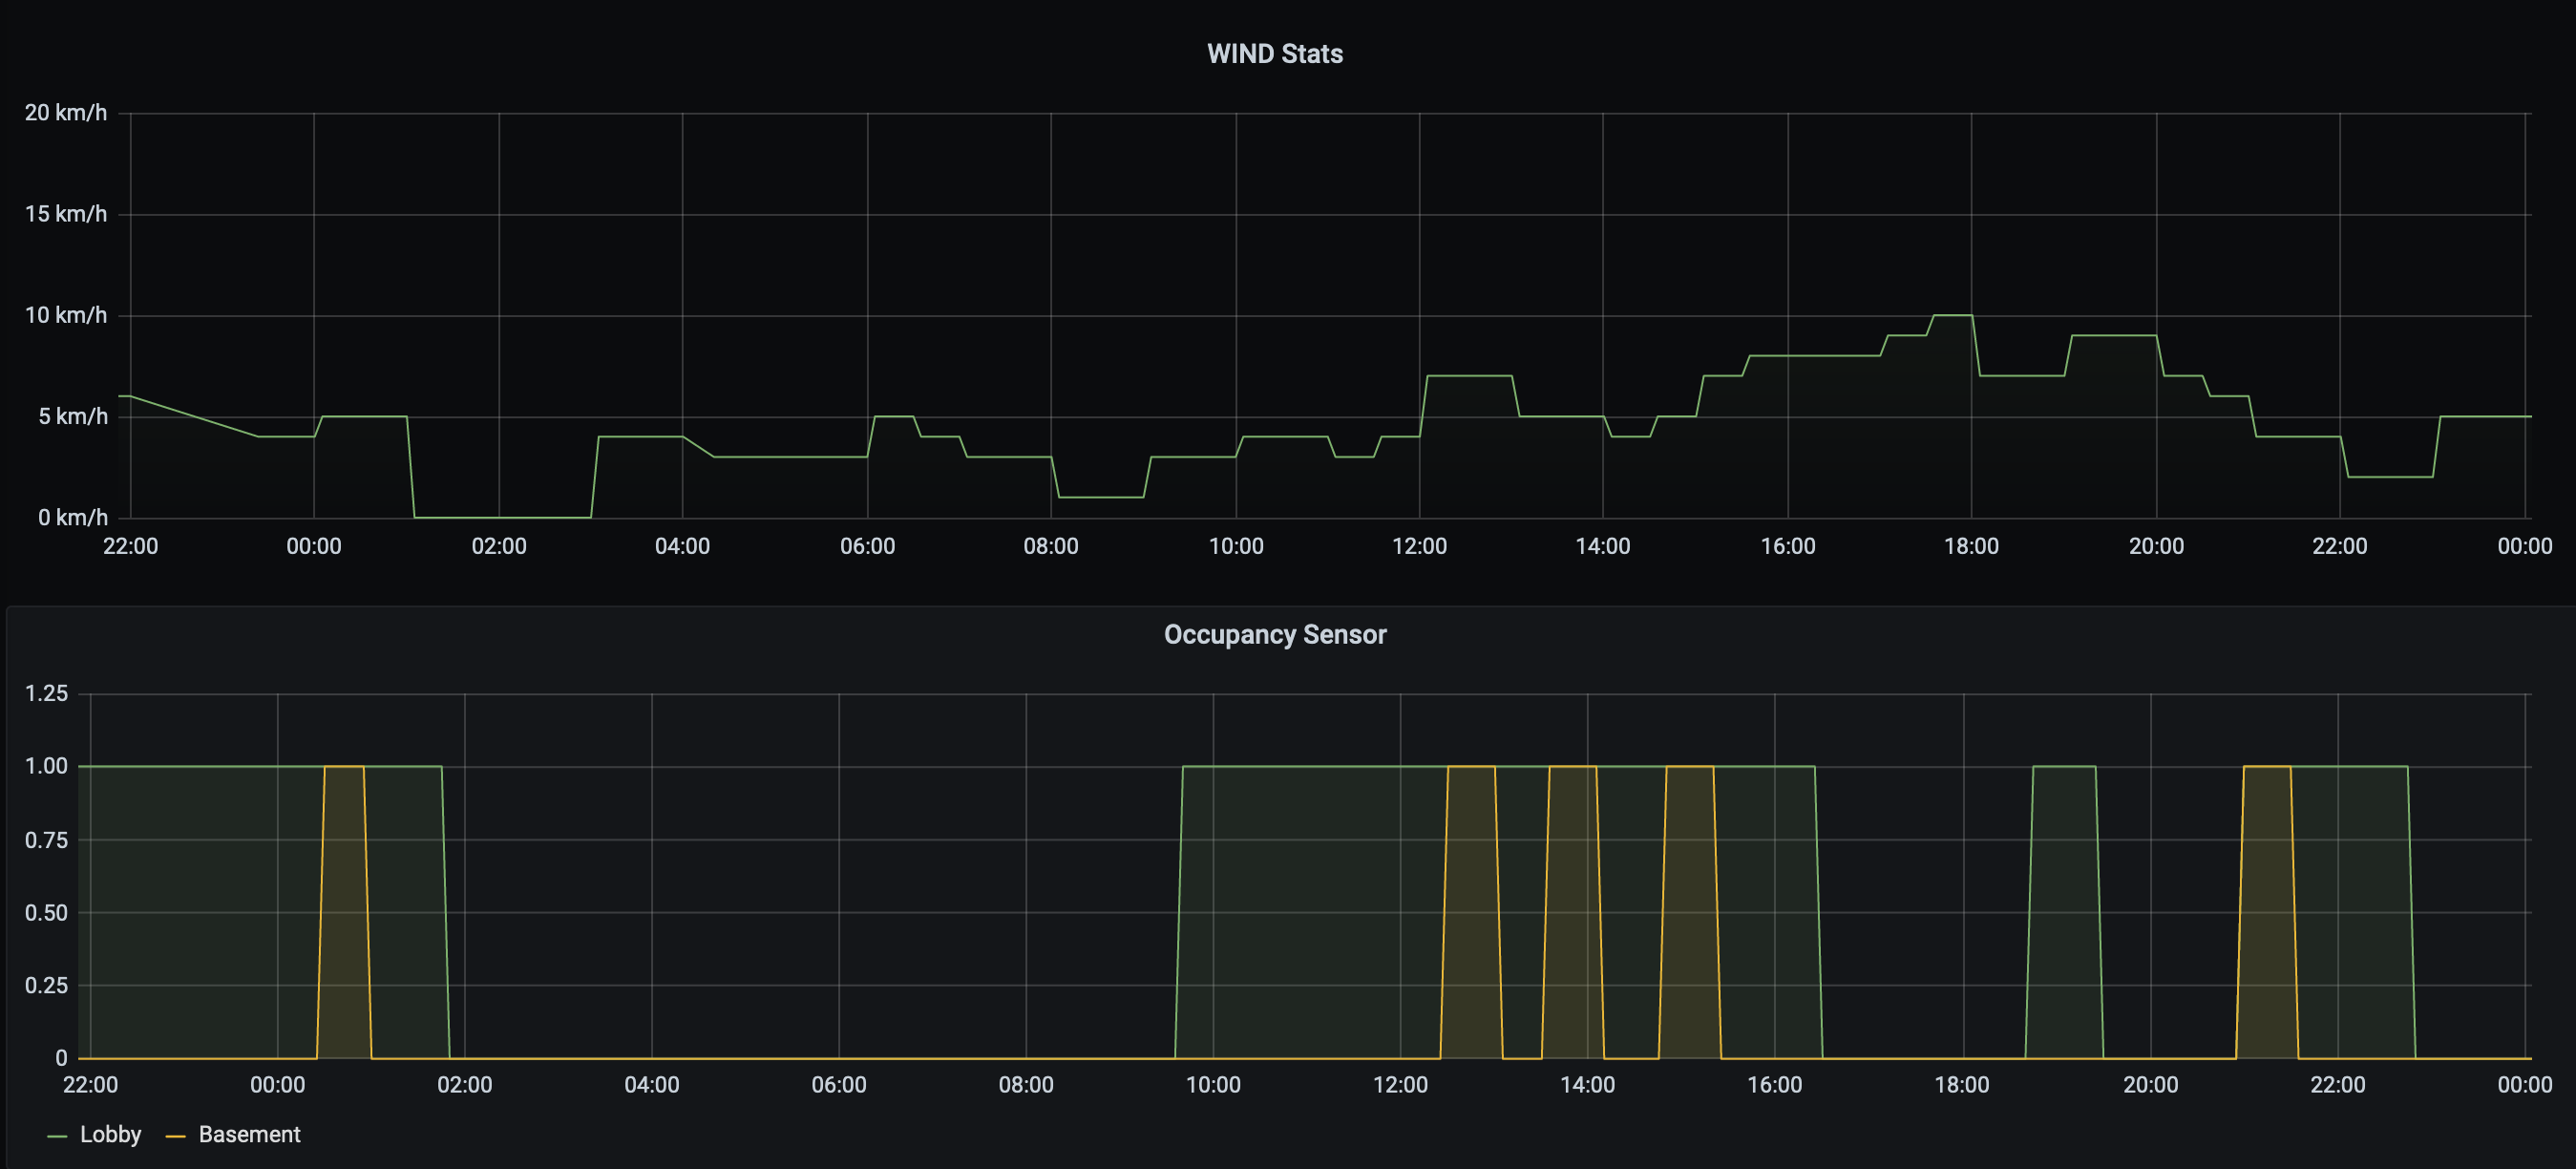 WIND Stats
20 km/h
15 km/h
10 km/h
5 km/h
0 km/h
22:00 00:00 02:00 04:00 06:00 08:00 10:00 12:00 14:00 16:00 18:00 20:00 22:00 00:00
Occupancy Sensor
1.25
1.00
0.75
0.50
0.25
0
22:00 00:00 02:00 04:00 06:00 08:00 10:00 12:00 14:00 16:00 18:00 20:00 22:00 00:00
Lobby Basement